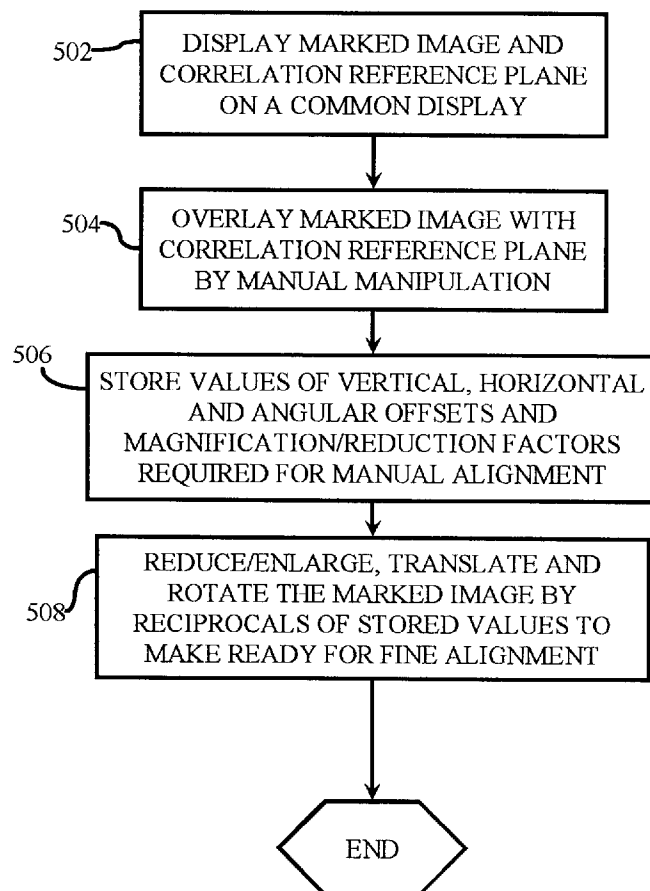 502
DISPLAY MARKED IMAGE AND
CORRELATION REFERENCE PLANE
ON A COMMON DISPLAY
504
OVERLAY MARKED IMAGE WITH
CORRELATION REFERENCE PLANE
BY MANUAL MANIPULATION
506
STORE VALUES OF VERTICAL, HORIZONTAL
AND ANGULAR OFFSETS AND
MAGNIFICATION/REDUCTION FACTORS
REQUIRED FOR MANUAL ALIGNMENT
508
REDUCE/ENLARGE, TRANSLATE AND
ROTATE THE MARKED IMAGE BY
RECIPROCALS OF STORED VALUES TO
MAKE READY FOR FINE ALIGNMENT
END